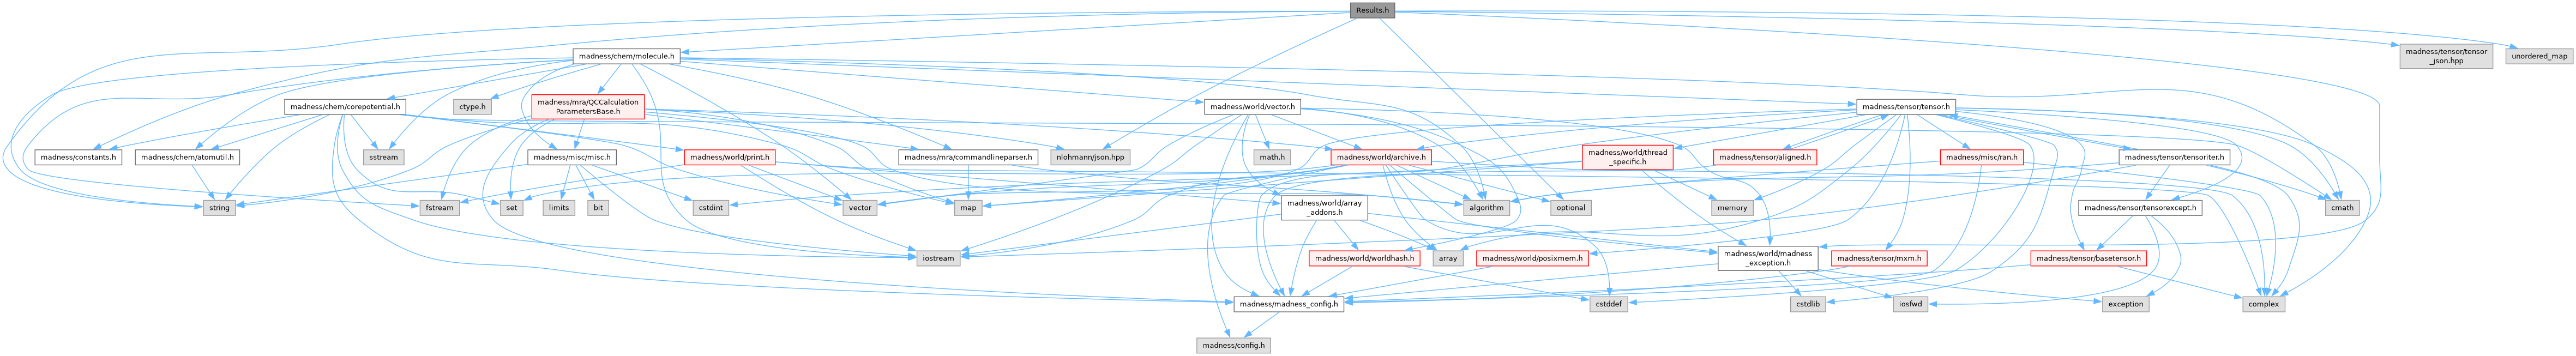 Results.h
madness/chem/molecule.h
madness/tensor/tensor
_json.hpp
unordered_map
madness/chem/corepotential.h
ctype.h
madness/mra/QCCalculation
ParametersBase.h
madness/world/vector.h
madness/tensor/tensor.h
madness/constants.h
madness/chem/atomutil.h
sstream
madness/misc/misc.h
madness/world/print.h
madness/mra/commandlineparser.h
nlohmann/json.hpp
math.h
madness/world/archive.h
madness/world/thread
_specific.h
madness/tensor/aligned.h
madness/misc/ran.h
madness/tensor/tensoriter.h
string
fstream
set
limits
bit
cstdint
vector
map
madness/world/array
_addons.h
algorithm
optional
memory
madness/tensor/tensorexcept.h
cmath
iostream
madness/world/worldhash.h
array
madness/world/posixmem.h
madness/world/madness
_exception.h
madness/tensor/mxm.h
madness/tensor/basetensor.h
madness/madness_config.h
cstddef
cstdlib
iosfwd
exception
complex
madness/config.h